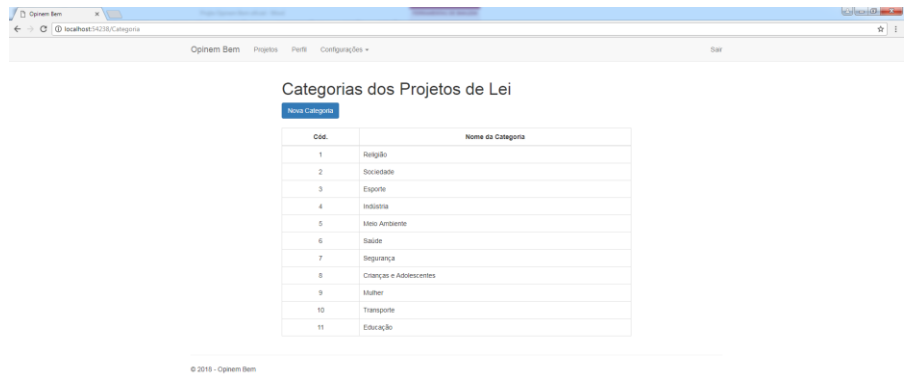 Opinem Bem
localhost:54238/Categoria
Opinem Bem Projetos Perfil Configurações Sair
Categorias dos Projetos de Lei
Nova Categoria
Cód. Nome da Categoria
1 Religião
2 Sociedade
3 Esporte
4 Indústria
5 Meio Ambiente
6 Saúde
7 Segurança
8 Crianças e Adolescentes
9 Mulher
10 Transporte
11 Educação
© 2018 - Opinem Bem